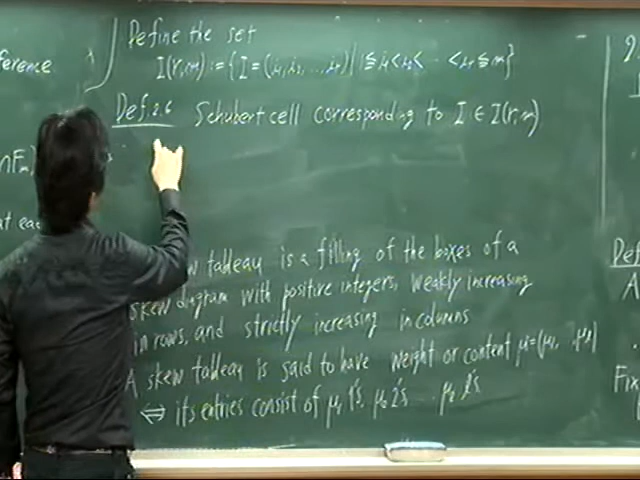 ference
Define the set
I(r,m) := { I = (i₁, i₂, ..., iᵣ) | 1 ≤ i₁ < i₂ < ... < iᵣ ≤ m }
Def. 2.6 Schubert cell corresponding to I ∈ I(r,m)
nFₘ)
at eac
w tableau is a filling of the boxes of a
skew diagram with positive integers, weakly increasing
in rows, and strictly increasing in columns
A skew tableau is said to have weight or content μ=(μ₁, ..., μℓ)
⇔ its entries consist of μ₁ 1's, μ₂ 2's ... μℓ ℓ's
Def
A
Fix